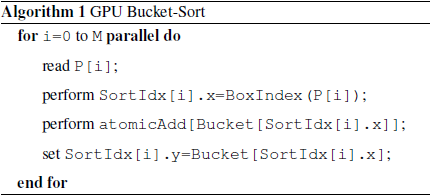 Algorithm 1 GPU Bucket-Sort
for i=0 to M parallel do
read P[i];
perform SortIdx[i].x=BoxIndex(P[i]);
perform atomicAdd[Bucket[SortIdx[i].x]];
set SortIdx[i].y=Bucket[SortIdx[i].x];
end for